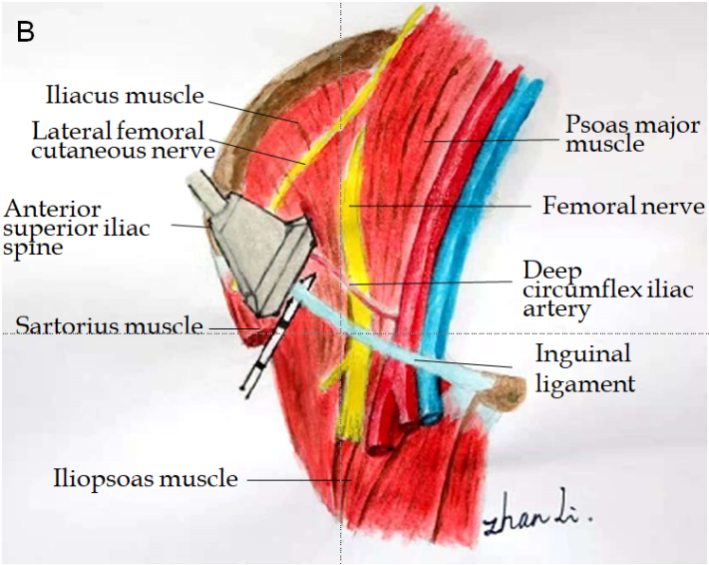 B
Iliacus muscle
Lateral femoral
cutaneous nerve
Anterior
superior iliac
spine
Sartorius muscle
Iliopsoas muscle
Psoas major
muscle
Femoral nerve
Deep
circumflex iliac
artery
Inguinal
ligament
zhan Li.